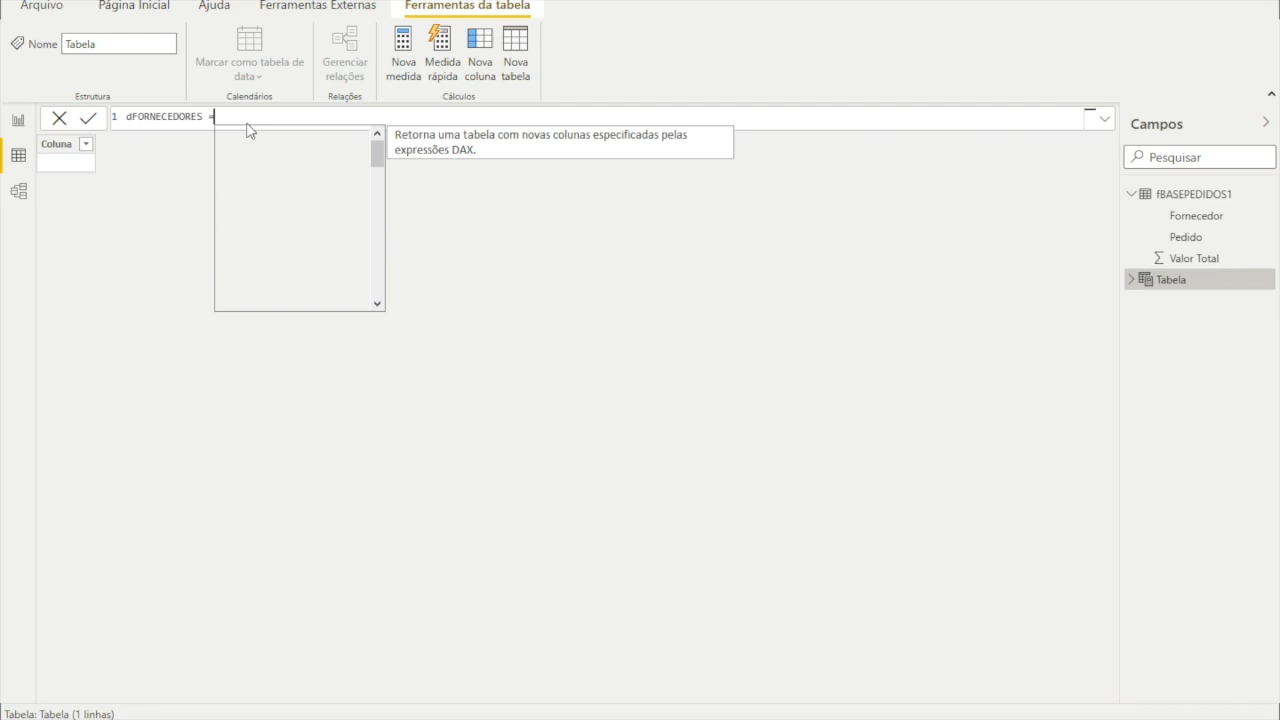 Arquivo Página Inicial Ajuda Ferramentas Externas Ferramentas da tabela
Nome Tabela
Marcar como tabela de
data
Gerenciar
relações
Nova
medida
Medida
rápida
Nova
coluna
Nova
tabela
Estrutura Calendários Relações Cálculos
1 dFORNECEDORES =
Retorna uma tabela com novas colunas especificadas pelas
expressões DAX.
Coluna
Campos
Pesquisar
fBASEPEDIDOS1
Fornecedor
Pedido
Valor Total
Tabela
Tabela: Tabela (1 linhas)